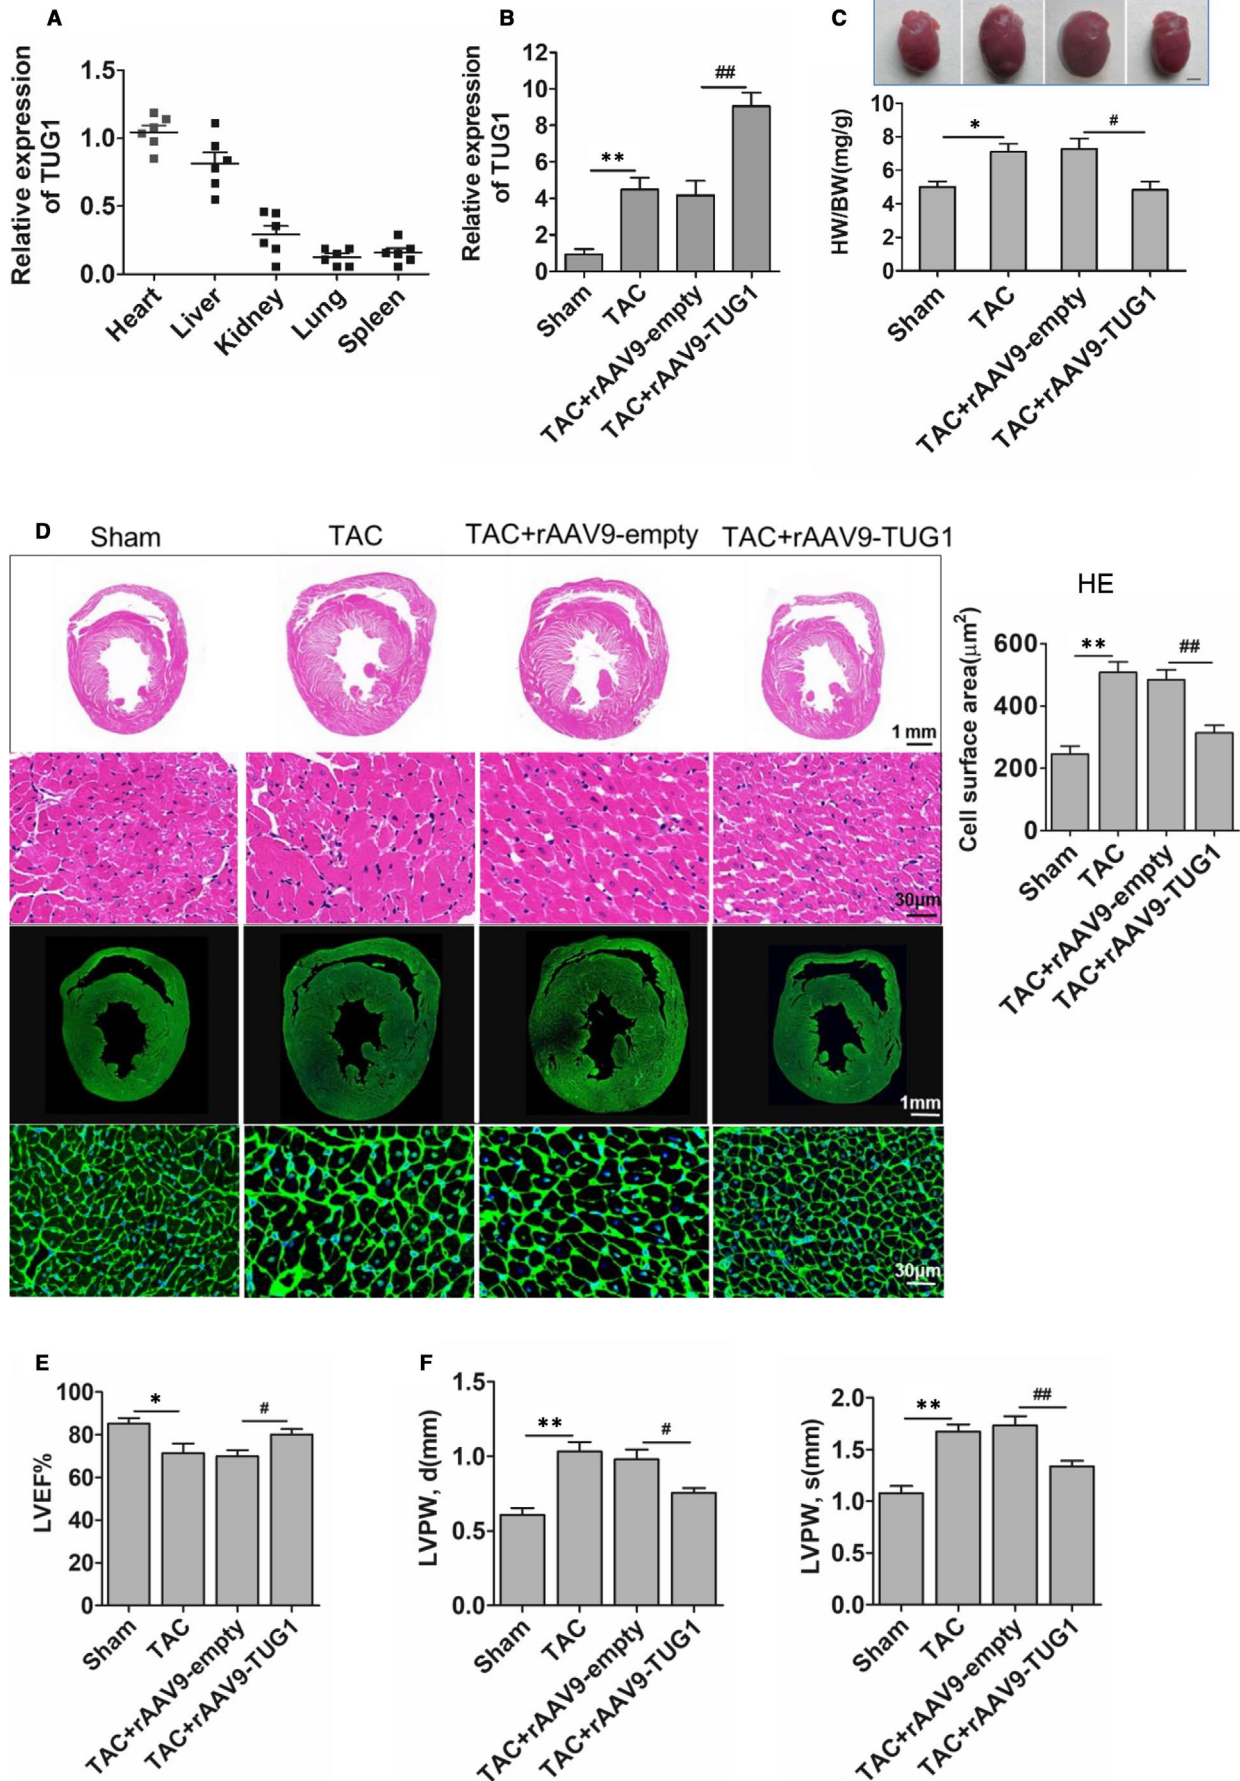 A
Relative expression
of TUG1
1.5
1.0
0.5
0.0
Heart
Liver
Kidney
Lung
Spleen
B
Relative expression
of TUG1
12
10
8
6
4
2
0
**
##
Sham
TAC
TAC+rAAV9-empty
TAC+rAAV9-TUG1
C
HW/BW(mg/g)
10
8
6
4
2
0
*
#
Sham
TAC
TAC+rAAV9-empty
TAC+rAAV9-TUG1
D
Sham
TAC
TAC+rAAV9-empty
TAC+rAAV9-TUG1
1 mm
30μm
1mm
30μm
HE
Cell surface area(μm²)
600
400
200
0
**
##
Sham
TAC
TAC+rAAV9-empty
TAC+rAAV9-TUG1
E
LVEF%
100
80
60
40
20
0
*
#
Sham
TAC
TAC+rAAV9-empty
TAC+rAAV9-TUG1
F
LVPW, d(mm)
1.5
1.0
0.5
0.0
**
#
Sham
TAC
TAC+rAAV9-empty
TAC+rAAV9-TUG1
LVPW, s(mm)
2.0
1.5
1.0
0.5
0.0
**
##
Sham
TAC
TAC+rAAV9-empty
TAC+rAAV9-TUG1